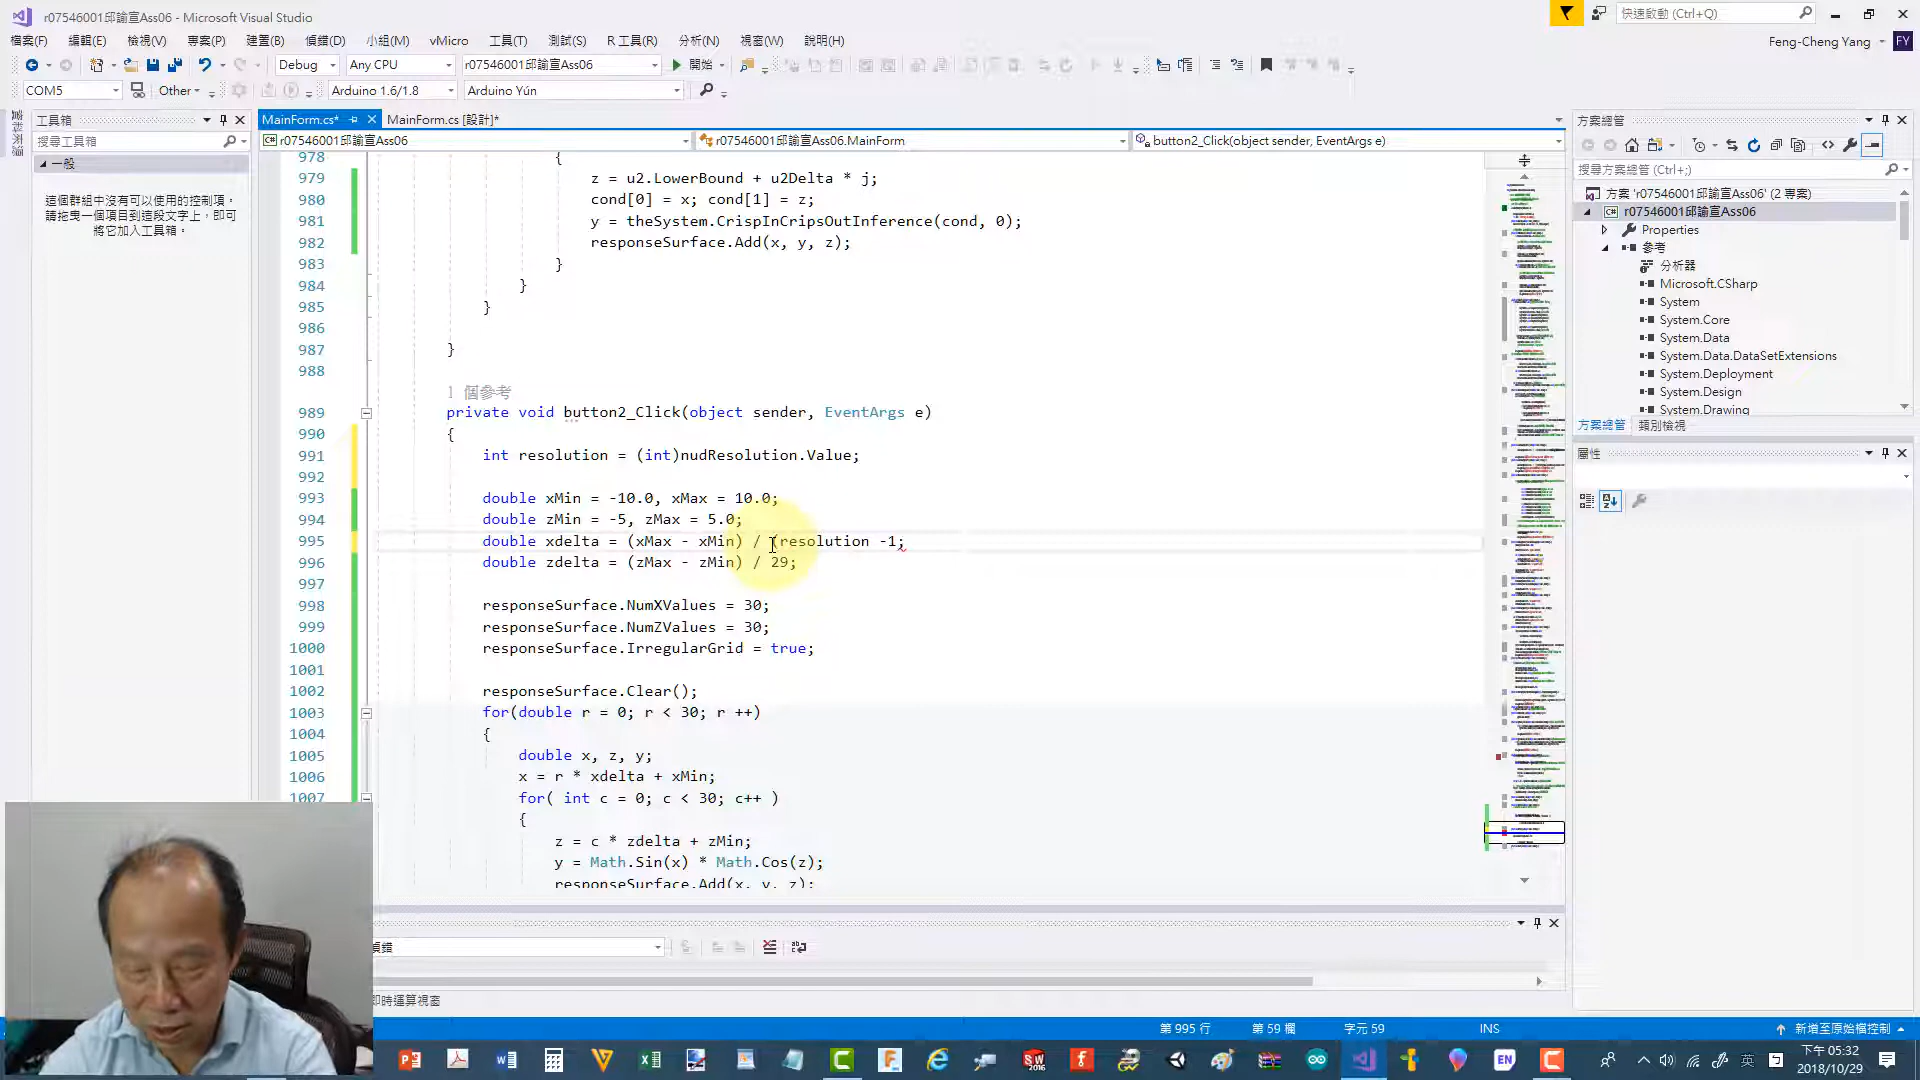 r07546001邱諭宣Ass06 - Microsoft Visual Studio
快速啟動 (Ctrl+Q)
檔案(F) 編輯(E) 檢視(V) 專案(P) 建置(B) 偵錯(D) 小組(M) vMicro 工具(T) 測試(S) R 工具(R) 分析(N) 視窗(W) 說明(H)
Feng-Cheng Yang FY
Debug Any CPU r07546001邱諭宣Ass06 開始
COM5 Other Arduino 1.6/1.8 Arduino Yún
工具箱
搜尋工具箱
一般
這個群組中沒有可以使用的控制項。
請拖曳一個項目到這段文字上，即可
將它加入工具箱。
MainForm.cs* MainForm.cs [設計]*
r07546001邱諭宣Ass06 r07546001邱諭宣Ass06.MainForm button2_Click(object sender, EventArgs e)
978 {
979 z = u2.LowerBound + u2Delta * j;
980 cond[0] = x; cond[1] = z;
981 y = theSystem.CrispInCripsOutInference(cond, 0);
982 responseSurface.Add(x, y, z);
983 }
984 }
985 }
986
987 }
988
1 個參考
989 private void button2_Click(object sender, EventArgs e)
990 {
991 int resolution = (int)nudResolution.Value;
992
993 double xMin = -10.0, xMax = 10.0;
994 double zMin = -5, zMax = 5.0;
995 double xdelta = (xMax - xMin) / (resolution -1;
996 double zdelta = (zMax - zMin) / 29;
997
998 responseSurface.NumXValues = 30;
999 responseSurface.NumZValues = 30;
1000 responseSurface.IrregularGrid = true;
1001
1002 responseSurface.Clear();
1003 for(double r = 0; r < 30; r ++)
1004 {
1005 double x, z, y;
1006 x = r * xdelta + xMin;
1007 for( int c = 0; c < 30; c++ )
{
z = c * zdelta + zMin;
y = Math.Sin(x) * Math.Cos(z);
responseSurface.Add(x, y, z);
方案總管
搜尋方案總管 (Ctrl+;)
方案 'r07546001邱諭宣Ass06' (2 專案)
r07546001邱諭宣Ass06
Properties
參考
分析器
Microsoft.CSharp
System
System.Core
System.Data
System.Data.DataSetExtensions
System.Deployment
System.Design
System.Drawing
方案總管 類別檢視
屬性
偵錯
即時運算視窗
第 995 行 第 59 欄 字元 59 INS 新增至原始檔控制
SW 2016 EN 英
下午 05:32
2018/10/29